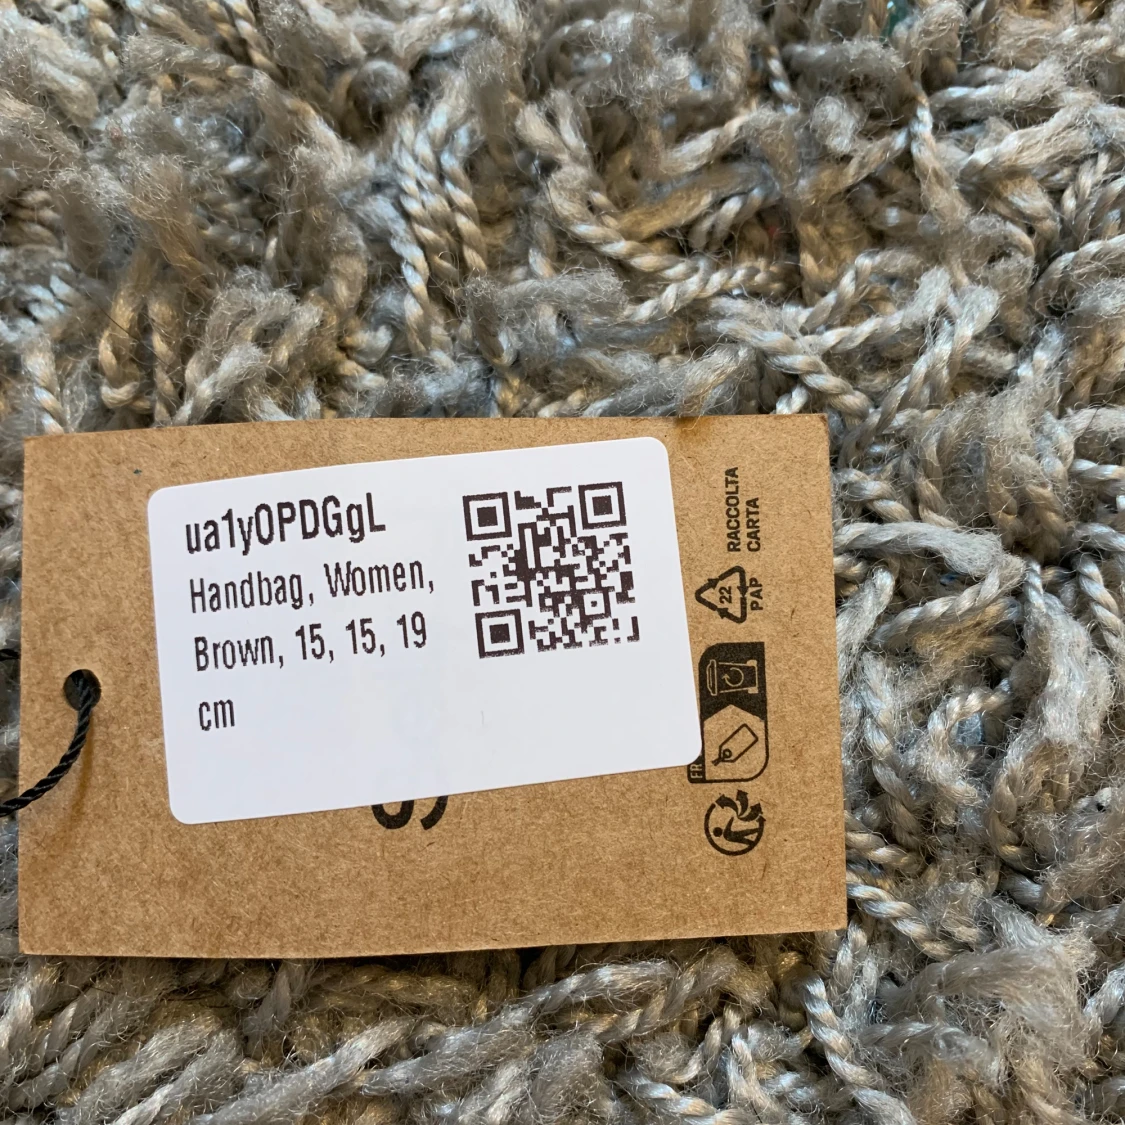 ua1yOPDGgL
Handbag, Women,
Brown, 15, 15, 19
cm
RACCOLTA
CARTA
22
PAP
FR